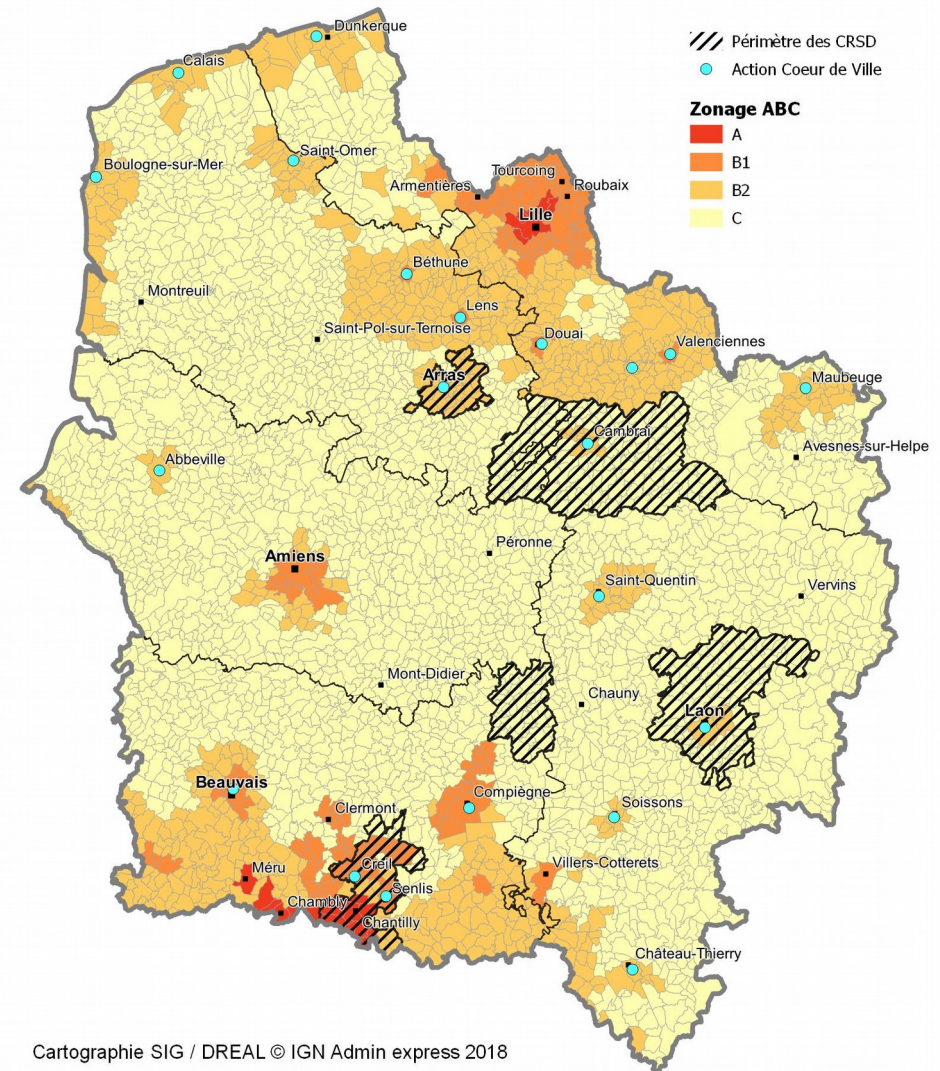 Dunkerque
Calais
Périmètre des CRSD
Action Coeur de Ville
Zonage ABC
A
B1
B2
C
Saint-Omer
Boulogne-sur-Mer
Tourcoing
Armentières
Roubaix
Lille
Béthune
Montreuil
Lens
Saint-Pol-sur-Ternoise
Douai
Valenciennes
Arras
Maubeuge
Cambrai
Avesnes-sur-Helpe
Abbeville
Péronne
Amiens
Saint-Quentin
Vervins
Mont-Didier
Chauny
Laon
Beauvais
Compiègne
Clermont
Soissons
Méru
Creil
Villers-Cotterets
Senlis
Chambly
Chantilly
Château-Thierry
Cartographie SIG / DREAL © IGN Admin express 2018